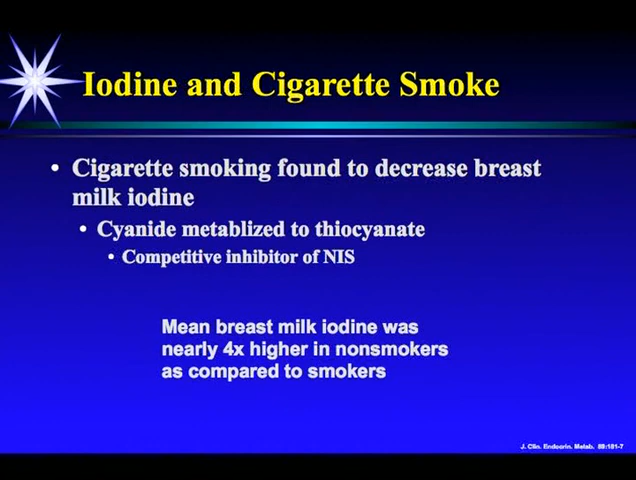 Iodine and Cigarette Smoke
• Cigarette smoking found to decrease breast
milk iodine
• Cyanide metablized to thiocyanate
• Competitive inhibitor of NIS
Mean breast milk iodine was
nearly 4x higher in nonsmokers
as compared to smokers
J. Clin. Endocrin. Metab. 89:181-7